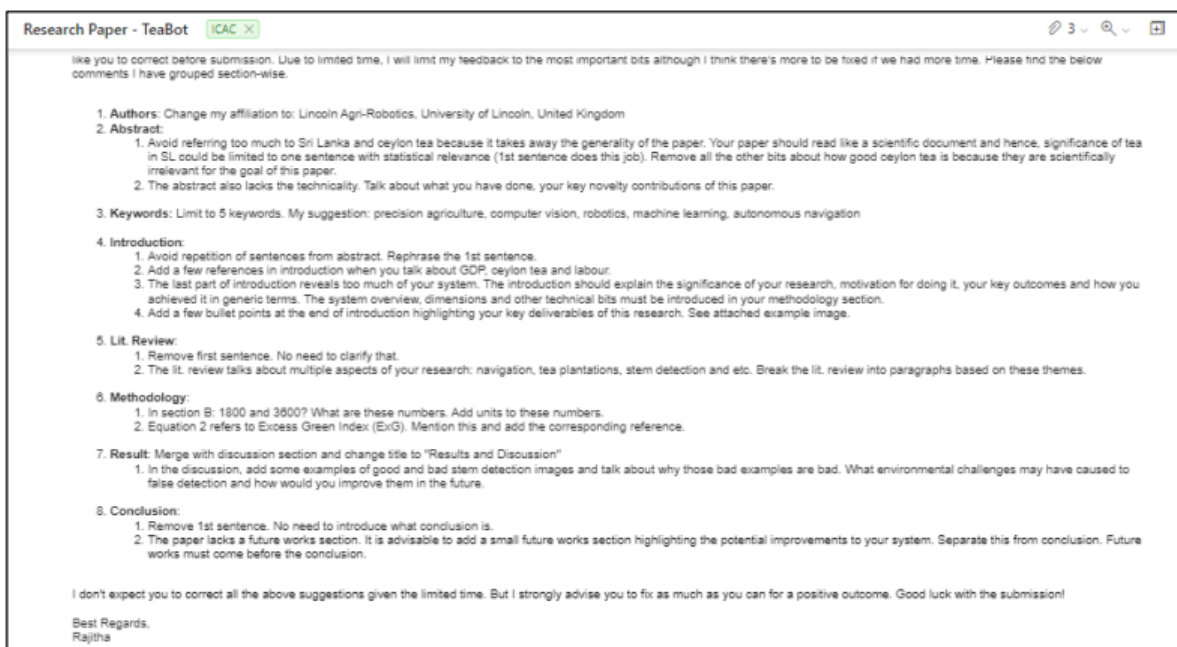 Research Paper - TeaBot ICAC × 3
like you to correct before submission. Due to limited time, I will limit my feedback to the most important bits although I think there's more to be fixed if we had more time. Please find the below
comments I have grouped section-wise.
1. Authors: Change my affiliation to: Lincoln Agri-Robotics, University of Lincoln, United Kingdom
2. Abstract:
1. Avoid referring too much to Sri Lanka and ceylon tea because it takes away the generality of the paper. Your paper should read like a scientific document and hence, significance of tea
in SL could be limited to one sentence with statistical relevance (1st sentence does this job). Remove all the other bits about how good ceylon tea is because they are scientifically
irrelevant for the goal of this paper.
2. The abstract also lacks the technicality. Talk about what you have done, your key novelty contributions of this paper.
3. Keywords: Limit to 5 keywords. My suggestion: precision agriculture, computer vision, robotics, machine learning, autonomous navigation
4. Introduction:
1. Avoid repetition of sentences from abstract. Rephrase the 1st sentence.
2. Add a few references in introduction when you talk about GDP, ceylon tea and labour.
3. The last part of introduction reveals too much of your system. The introduction should explain the significance of your research, motivation for doing it, your key outcomes and how you
achieved it in generic terms. The system overview, dimensions and other technical bits must be introduced in your methodology section.
4. Add a few bullet points at the end of introduction highlighting your key deliverables of this research. See attached example image.
5. Lit. Review:
1. Remove first sentence. No need to clarify that.
2. The lit. review talks about multiple aspects of your research: navigation, tea plantations, stem detection and etc. Break the lit. review into paragraphs based on these themes.
6. Methodology:
1. In section B: 1800 and 3600? What are these numbers. Add units to these numbers.
2. Equation 2 refers to Excess Green Index (ExG). Mention this and add the corresponding reference.
7. Result: Merge with discussion section and change title to "Results and Discussion"
1. In the discussion, add some examples of good and bad stem detection images and talk about why those bad examples are bad. What environmental challenges may have caused to
false detection and how would you improve them in the future.
8. Conclusion:
1. Remove 1st sentence. No need to introduce what conclusion is.
2. The paper lacks a future works section. It is advisable to add a small future works section highlighting the potential improvements to your system. Separate this from conclusion. Future
works must come before the conclusion.
I don't expect you to correct all the above suggestions given the limited time. But I strongly advise you to fix as much as you can for a positive outcome. Good luck with the submission!
Best Regards,
Rajitha